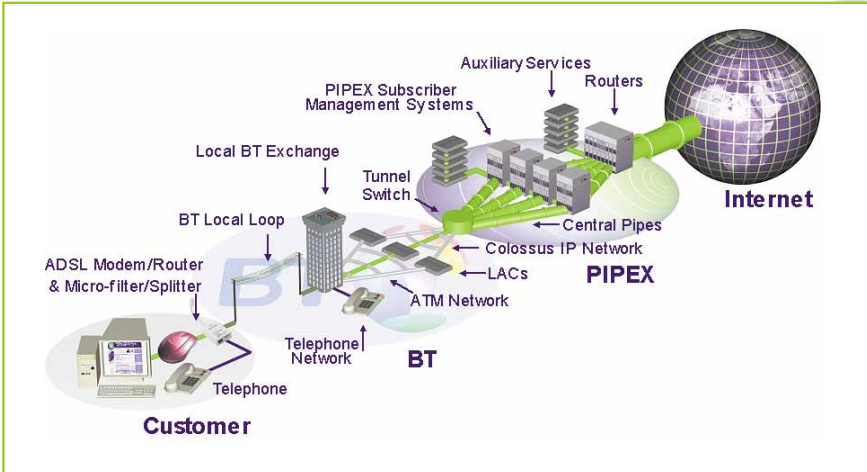 Auxiliary Services
Routers
PIPEX Subscriber
Management Systems
Local BT Exchange
Tunnel
Switch
Internet
BT Local Loop
Central Pipes
Colossus IP Network
ADSL Modem/Router
& Micro-filter/Splitter
LACs
PIPEX
ATM Network
BT
Telephone
Network
BT
Telephone
Customer